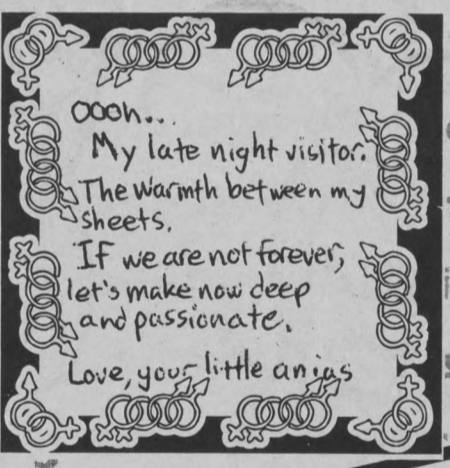 Oooh...
My late night visitor.
The warmth between my
sheets.
If we are not forever,
let's make now deep
and passionate.
Love, your little anias